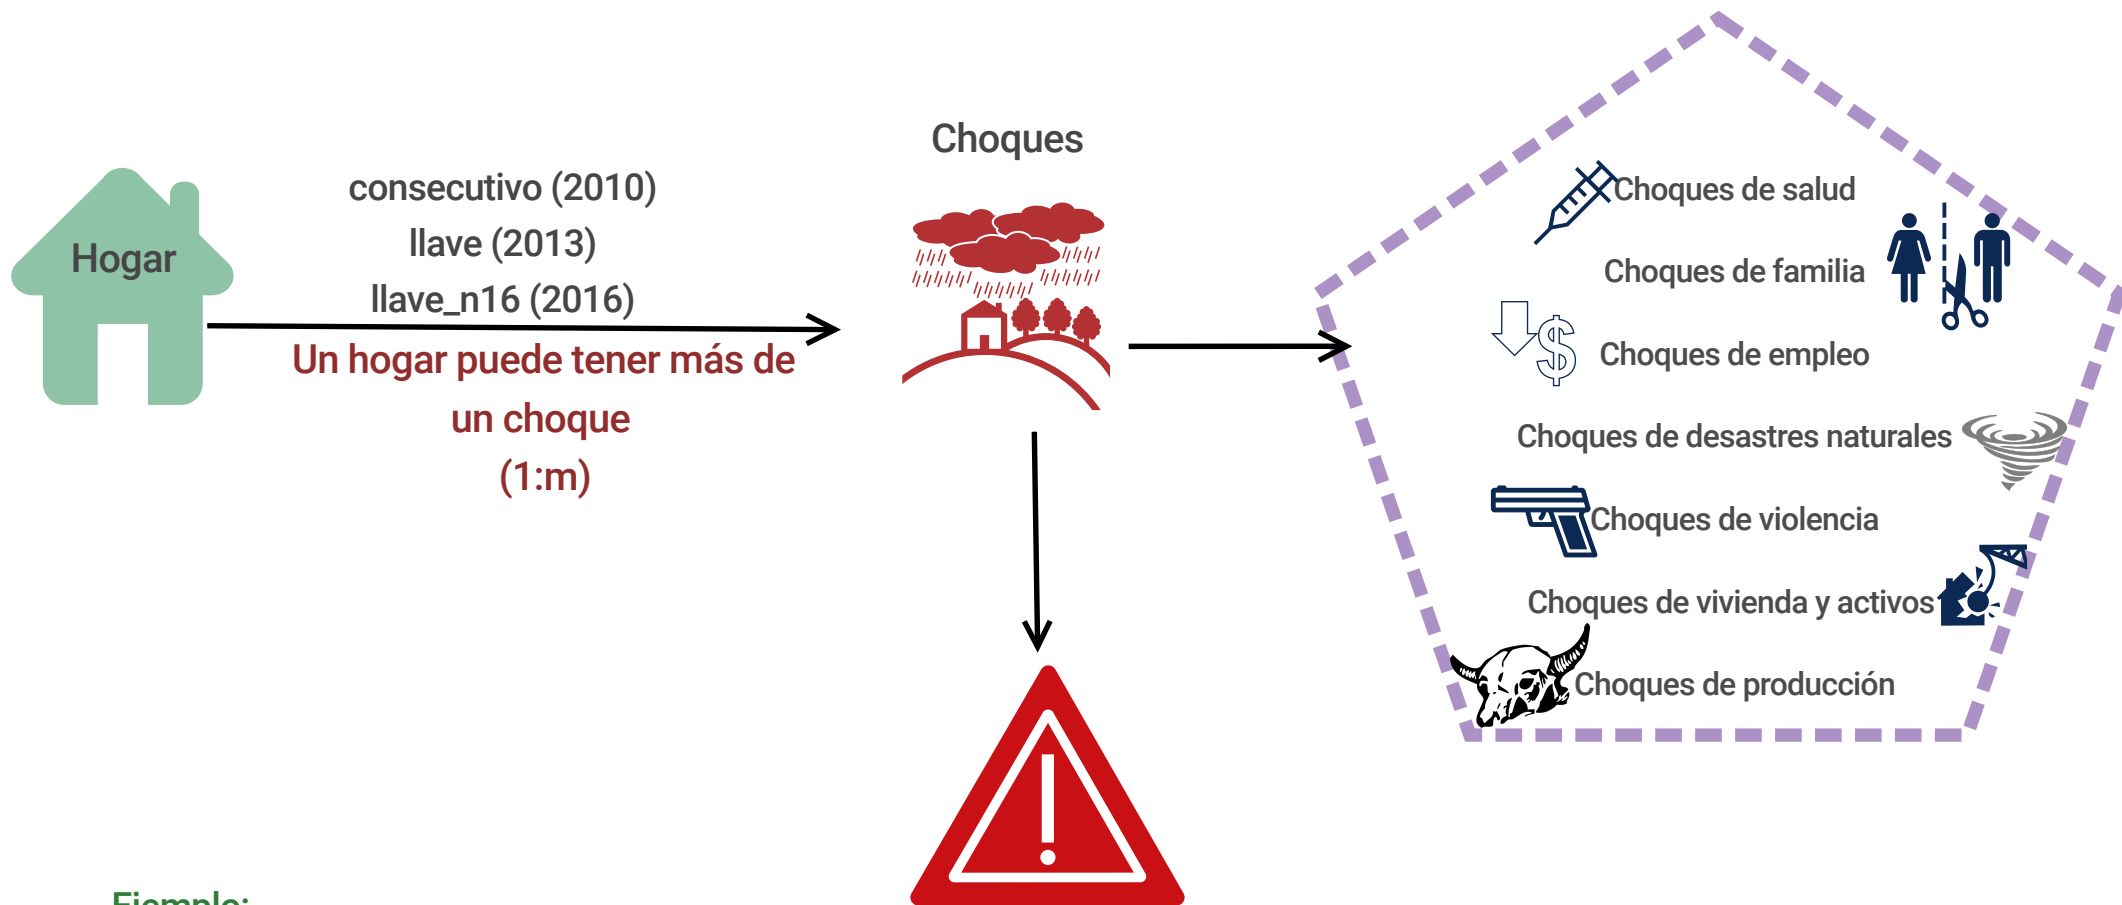 Hogar
consecutivo (2010)
llave (2013)
llave_n16 (2016)
Un hogar puede tener más de
un choque
(1:m)
Choques
Choques de salud
Choques de familia
Choques de empleo
Choques de desastres naturales
Choques de violencia
Choques de vivienda y activos
Choques de producción
Ejemplo: